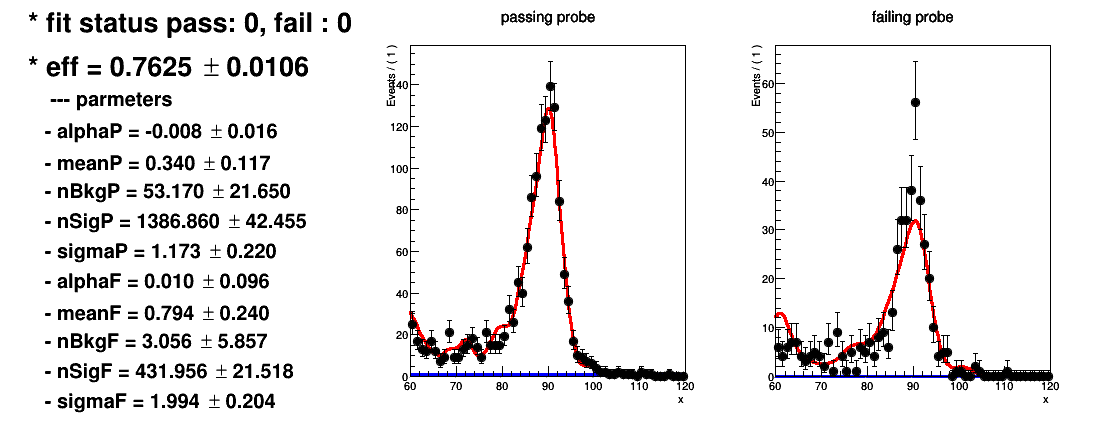 * fit status pass: 0, fail : 0
* eff = 0.7625 ± 0.0106
--- parmeters
- alphaP = -0.008 ± 0.016
- meanP = 0.340 ± 0.117
- nBkgP = 53.170 ± 21.650
- nSigP = 1386.860 ± 42.455
- sigmaP = 1.173 ± 0.220
- alphaF = 0.010 ± 0.096
- meanF = 0.794 ± 0.240
- nBkgF = 3.056 ± 5.857
- nSigF = 431.956 ± 21.518
- sigmaF = 1.994 ± 0.204
passing probe
Events / ( 1 )
140
120
100
80
60
40
20
0
60 70 80 90 100 110 120
x
failing probe
Events / ( 1 )
60
50
40
30
20
10
0
60 70 80 90 100 110 120
x